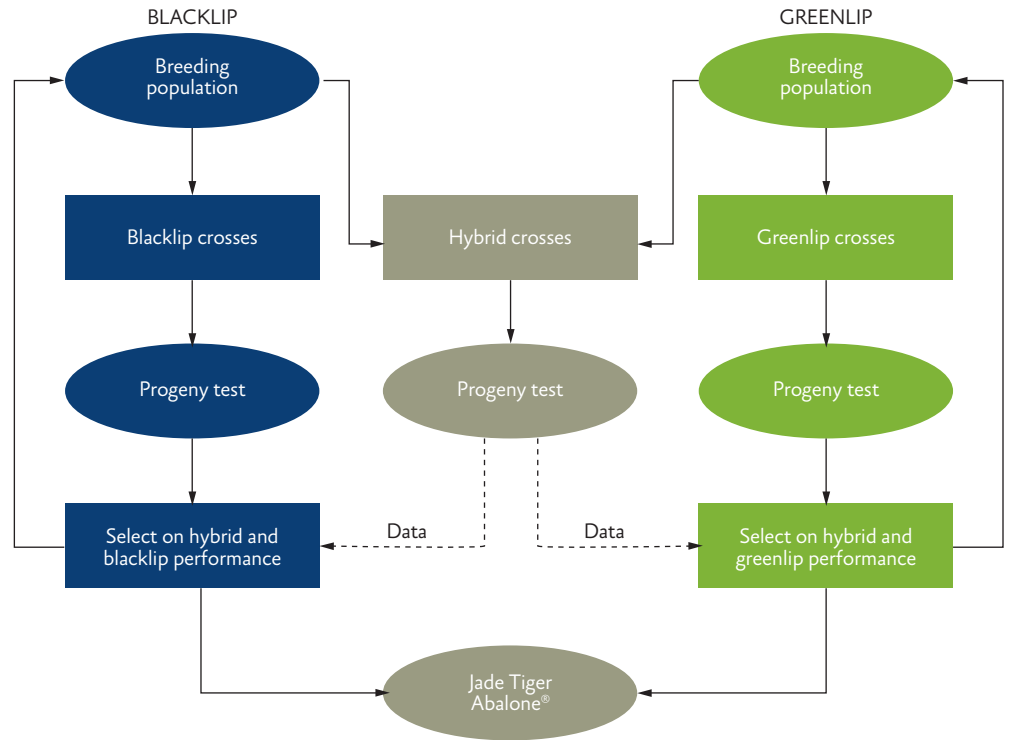 BLACKLIP
GREENLIP
Breeding
population
Breeding
population
Blacklip crosses
Hybrid crosses
Greenlip crosses
Progeny test
Progeny test
Progeny test
Select on hybrid and
blacklip performance
Data
Data
Select on hybrid and
greenlip performance
Jade Tiger
Abalone®